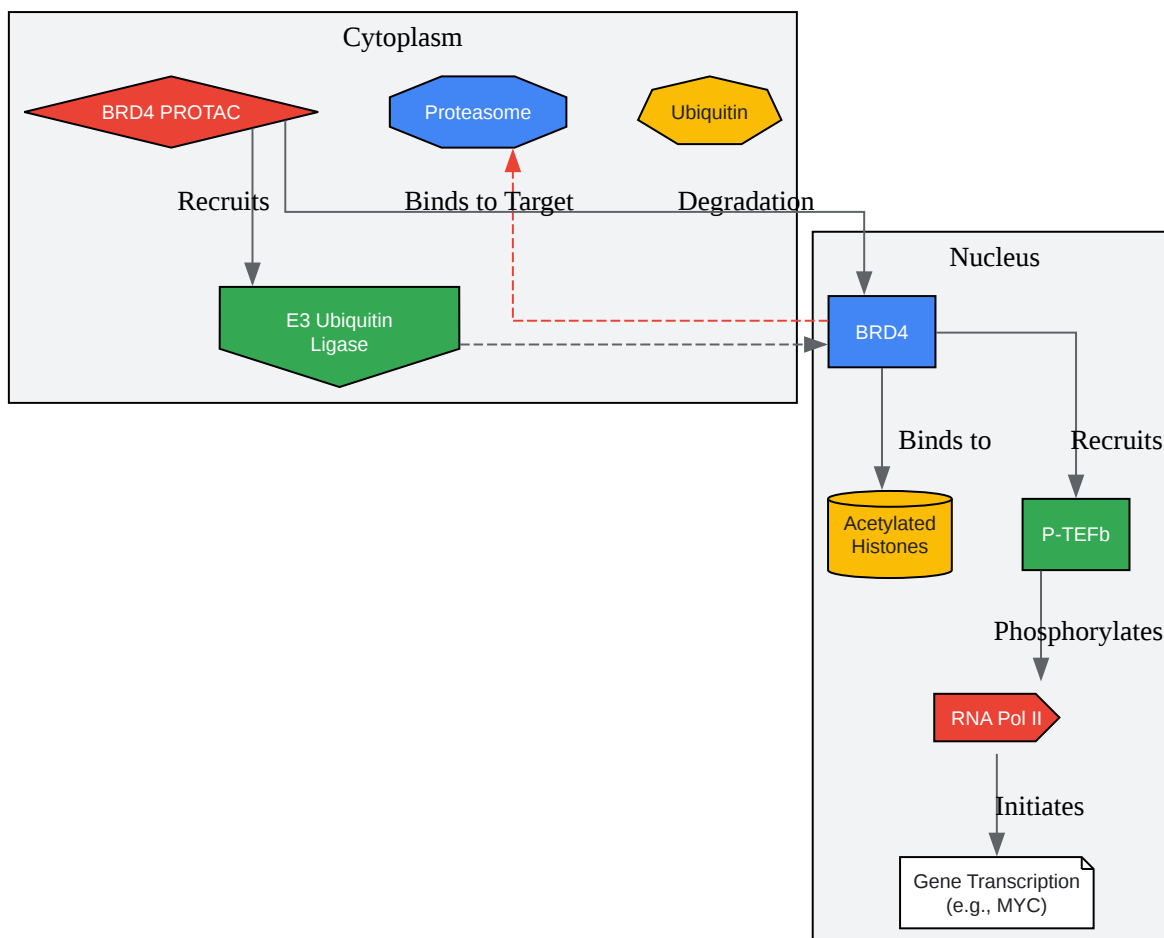 Cytoplasm
BRD4 PROTAC
Proteasome
Ubiquitin
Recruits
Binds to Target
Degradation
Nucleus
E3 Ubiquitin
Ligase
BRD4
Binds to
Recruits
Acetylated
Histones
P-TEFb
Phosphorylates
RNA Pol II
Initiates
Gene Transcription
(e.g., MYC)